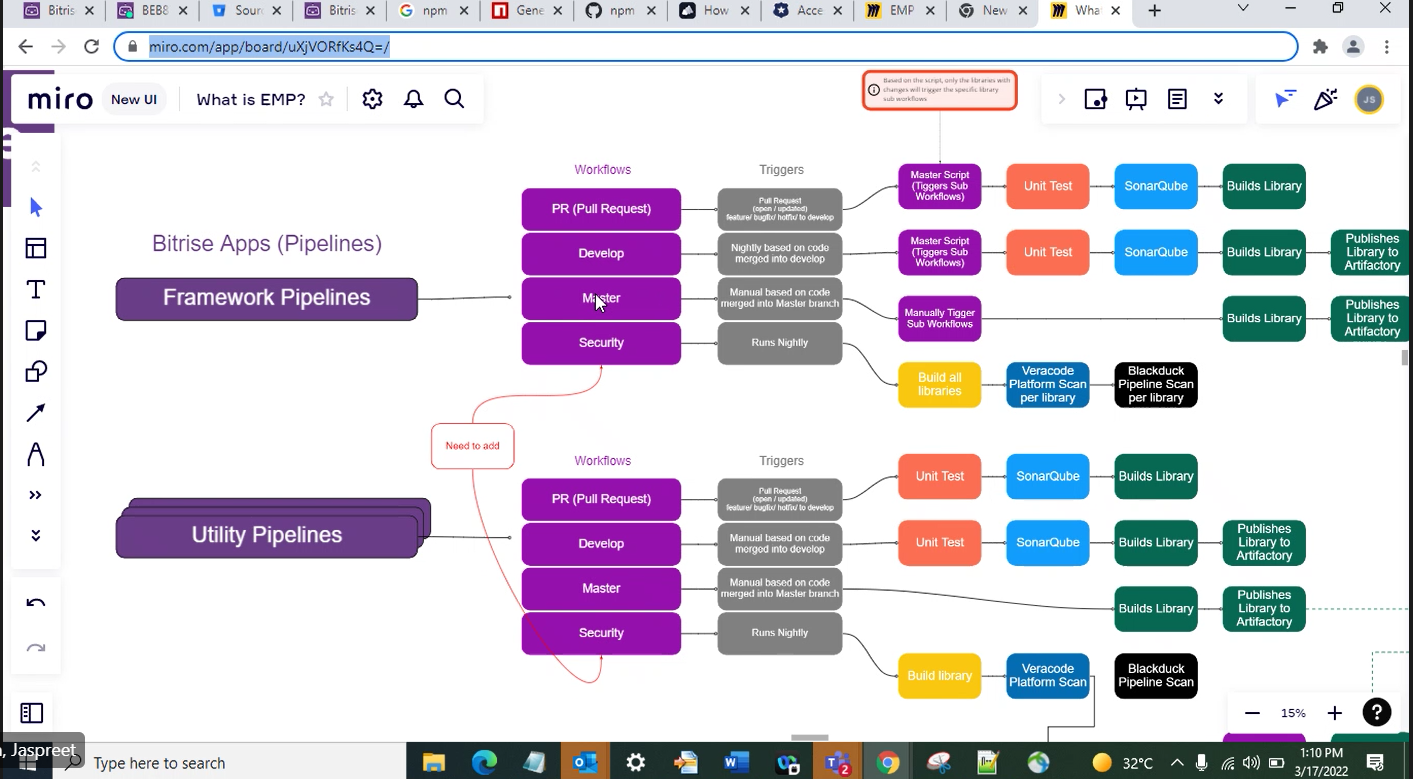 Bitris
BEB8
Sourc
Bitris
npm
Gene
npm
How
Acce
EMP
New
What
miro.com/app/board/uXjVORfKs4Q=/
miro
New UI
What is EMP?
Based on the script, only the libraries with
changes will trigger the specific library
sub workflows
JS
Bitrise Apps (Pipelines)
Framework Pipelines
Workflows
Triggers
PR (Pull Request)
Pull Request
(open / updated)
feature/ bugfix/ hotfix/ to develop
Master Script
(Tiggers Sub
Workflows)
Unit Test
SonarQube
Builds Library
Develop
Nightly based on code
merged into develop
Master Script
(Tiggers Sub
Workflows)
Unit Test
SonarQube
Builds Library
Publishes
Library to
Artifactory
Master
Manual based on code
merged into Master branch
Manually Tigger
Sub Workflows
Builds Library
Publishes
Library to
Artifactory
Security
Runs Nightly
Build all
libraries
Veracode
Platform Scan
per library
Blackduck
Pipeline Scan
per library
Need to add
Utility Pipelines
Workflows
Triggers
PR (Pull Request)
Pull Request
(open / updated)
feature/ bugfix/ hotfix/ to develop
Unit Test
SonarQube
Builds Library
Develop
Manual based on code
merged into develop
Unit Test
SonarQube
Builds Library
Publishes
Library to
Artifactory
Master
Manual based on code
merged into Master branch
Builds Library
Publishes
Library to
Artifactory
Security
Runs Nightly
Build library
Veracode
Platform Scan
Blackduck
Pipeline Scan
15%
, Jaspreet
Type here to search
2
32°C
1:10 PM
3/17/2022